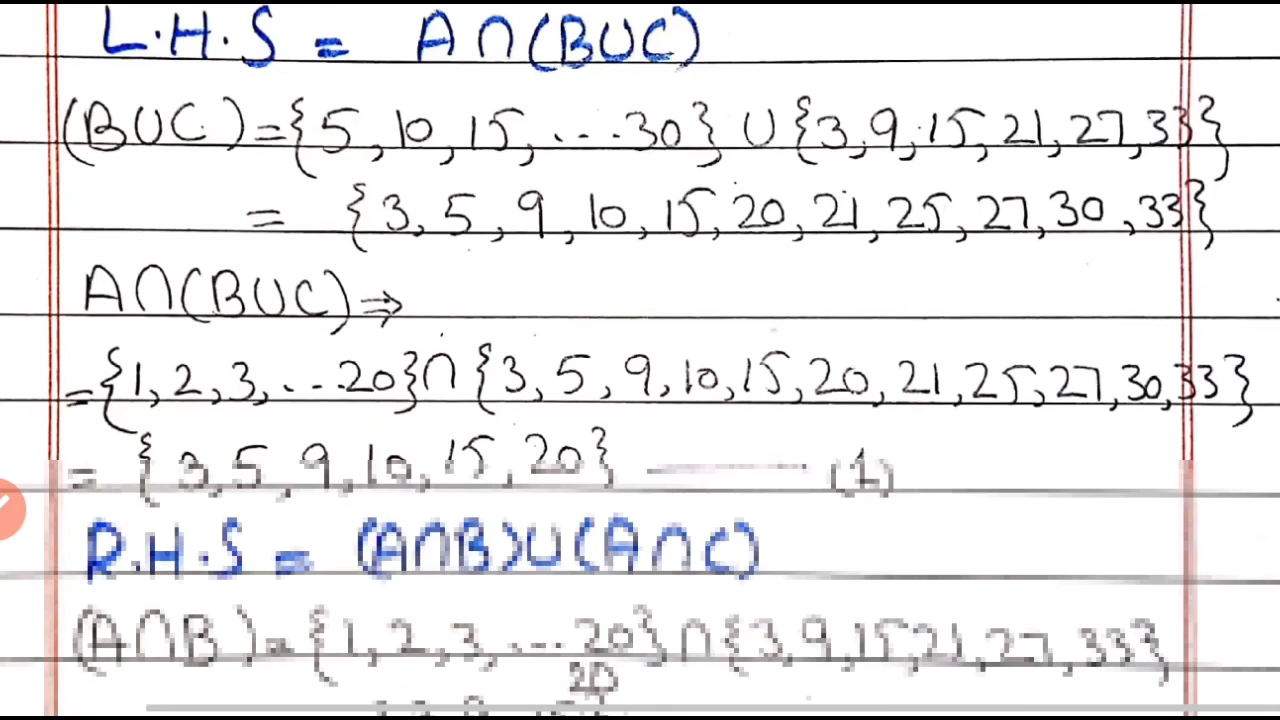 L.H.S = A∩(B∪C)
(B∪C)={5,10,15,...30}∪{3,9,15,21,27,33}
= {3,5,9,10,15,20,21,25,27,30,33}
A∩(B∪C)⇒
={1,2,3,...20}∩{3,5,9,10,15,20,21,25,27,30,33}
= {3,5,9,10,15,20} —— (1)
R.H.S = (A∩B)∪(A∩C)
(A∩B)={1,2,3,...20}∩{3,9,15,21,27,33}
20